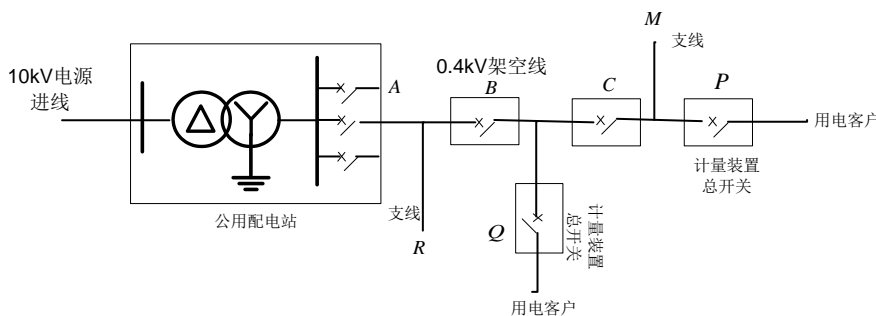 10kV电源
进线
A
公用配电站
支线
R
0.4kV架空线
B
C
M
支线
P
用电客户
计量装置
总开关
Q
计量装置
总开关
用电客户